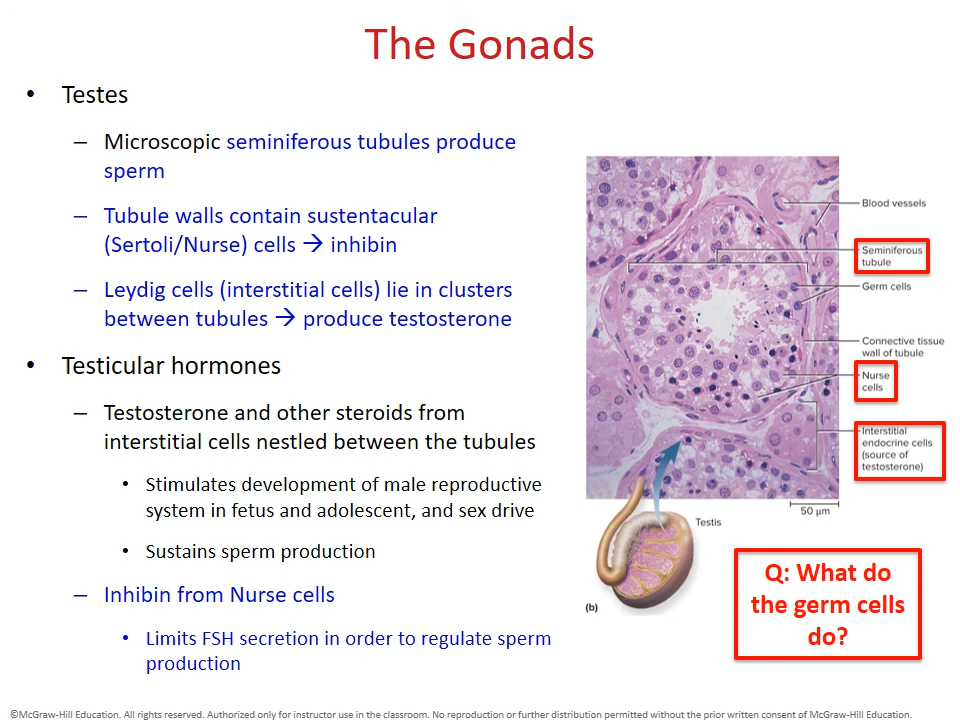 The Gonads
• Testes
– Microscopic seminiferous tubules produce
sperm
– Tubule walls contain sustentacular
(Sertoli/Nurse) cells → inhibin
– Leydig cells (interstitial cells) lie in clusters
between tubules → produce testosterone
• Testicular hormones
– Testosterone and other steroids from
interstitial cells nestled between the tubules
• Stimulates development of male reproductive
system in fetus and adolescent, and sex drive
• Sustains sperm production
– Inhibin from Nurse cells
• Limits FSH secretion in order to regulate sperm
production
Blood vessels
Seminiferous
tubule
Germ cells
Connective tissue
wall of tubule
Nurse
cells
Interstitial
endocrine cells
(source of
testosterone)
50 µm
Testis
(b)
Q: What do
the germ cells
do?
©McGraw-Hill Education. All rights reserved. Authorized only for instructor use in the classroom. No reproduction or further distribution permitted without the prior written consent of McGraw-Hill Education.